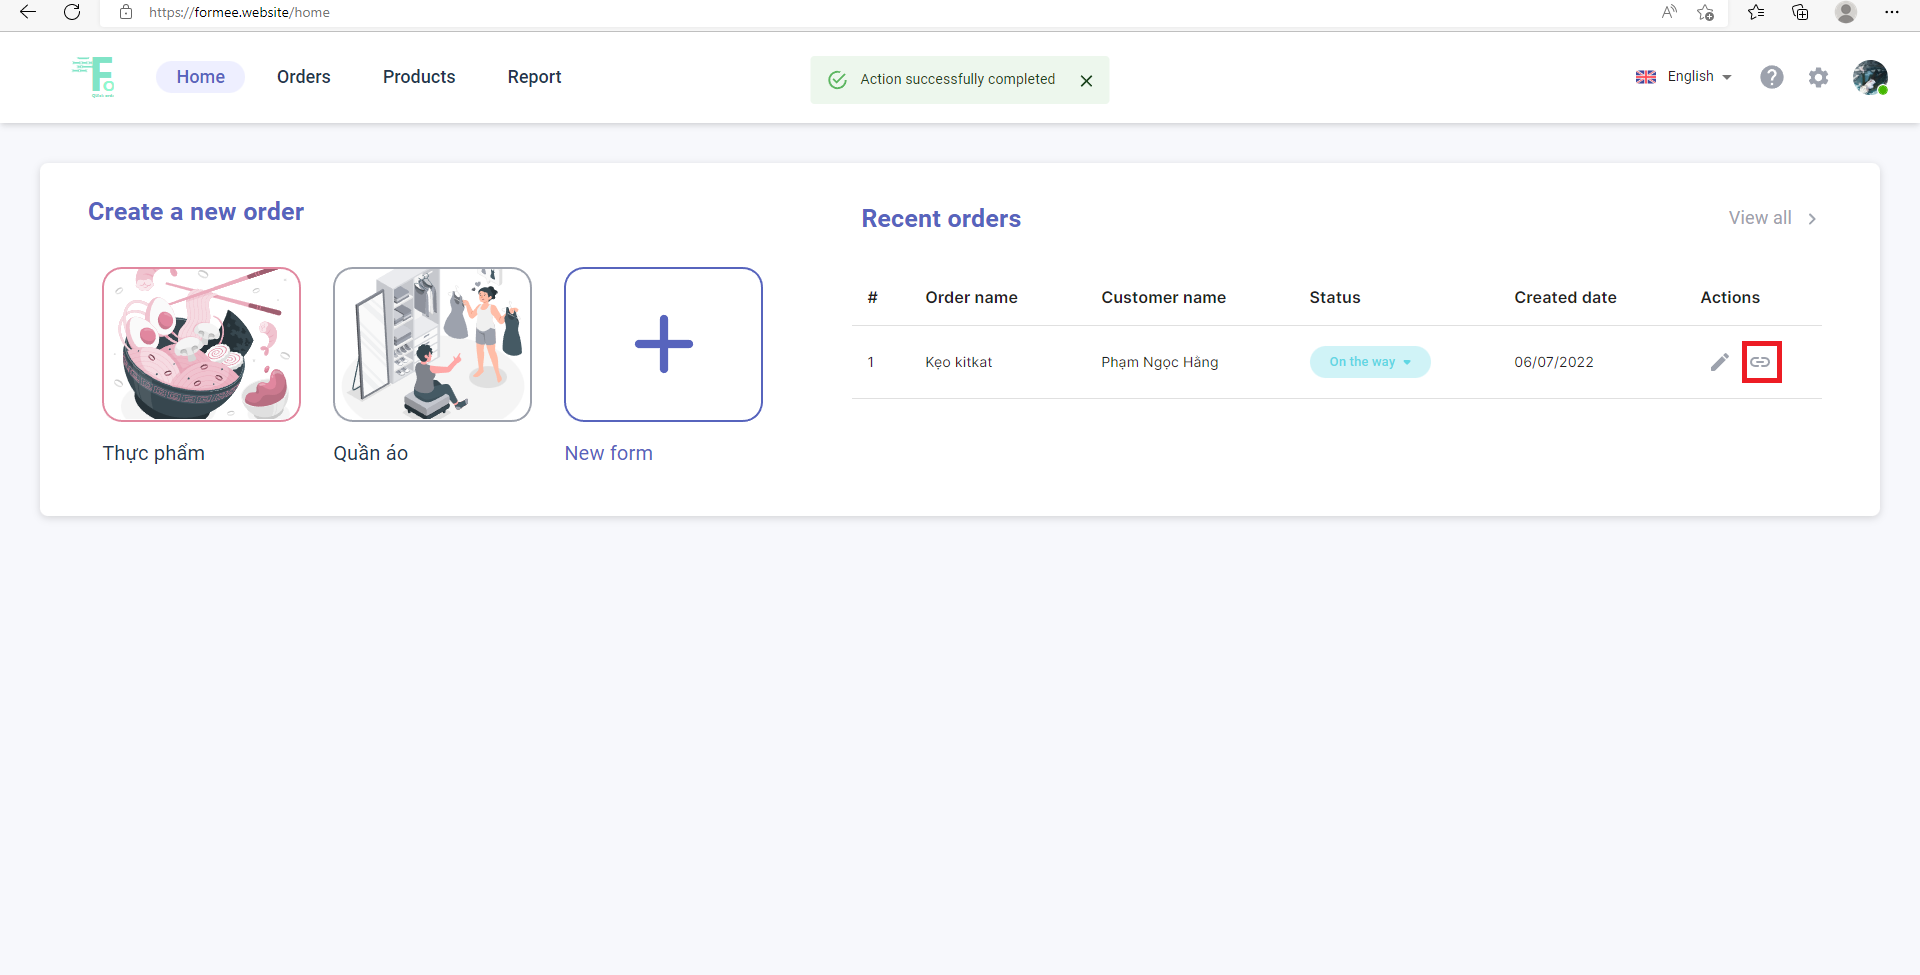 https://formee.website/home
Home
Orders
Products
Report
Action successfully completed
English
Create a new order
Thực phẩm
Quần áo
New form
Recent orders
View all
# Order name Customer name Status Created date Actions
1 Kẹo kitkat Phạm Ngọc Hằng On the way 06/07/2022